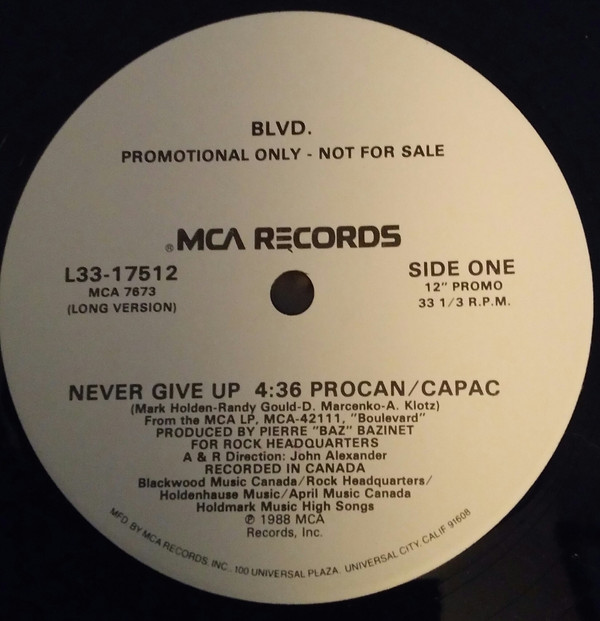 BLVD.
PROMOTIONAL ONLY - NOT FOR SALE
®MCA RECORDS
L33-17512
MCA 7673
(LONG VERSION)
SIDE ONE
12" PROMO
33 1/3 R.P.M.
NEVER GIVE UP 4:36 PROCAN/CAPAC
(Mark Holden-Randy Gould-D. Marcenko-A. Klotz)
From the MCA LP, MCA-42111, "Boulevard"
PRODUCED BY PIERRE "BAZ" BAZINET
FOR ROCK HEADQUARTERS
A & R Direction: John Alexander
RECORDED IN CANADA
Blackwood Music Canada/Rock Headquarters/
Holdenhouse Music/April Music Canada
Holdmark Music High Songs
℗ 1988 MCA
Records, Inc.
MFD BY MCA RECORDS, INC., 100 UNIVERSAL PLAZA, UNIVERSAL CITY, CALIF 91608